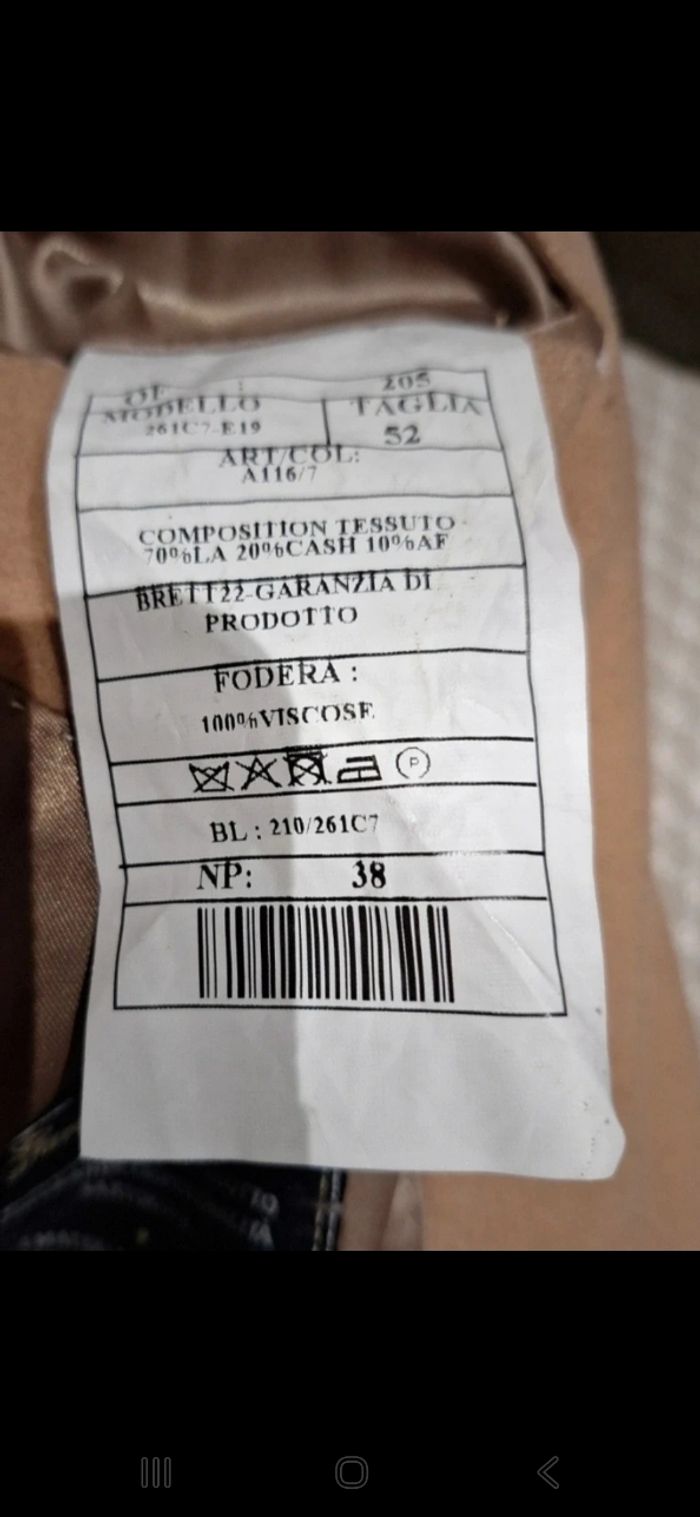 OF : 205
MODELLO TAGLIA
261C7-E19 52
ART/COL:
A116/7
COMPOSITION TESSUTO
70%LA 20%CASH 10%AF
BRETT22-GARANZIA DI
PRODOTTO
FODERA :
100%VISCOSE
P
BL : 210/261C7
NP: 38